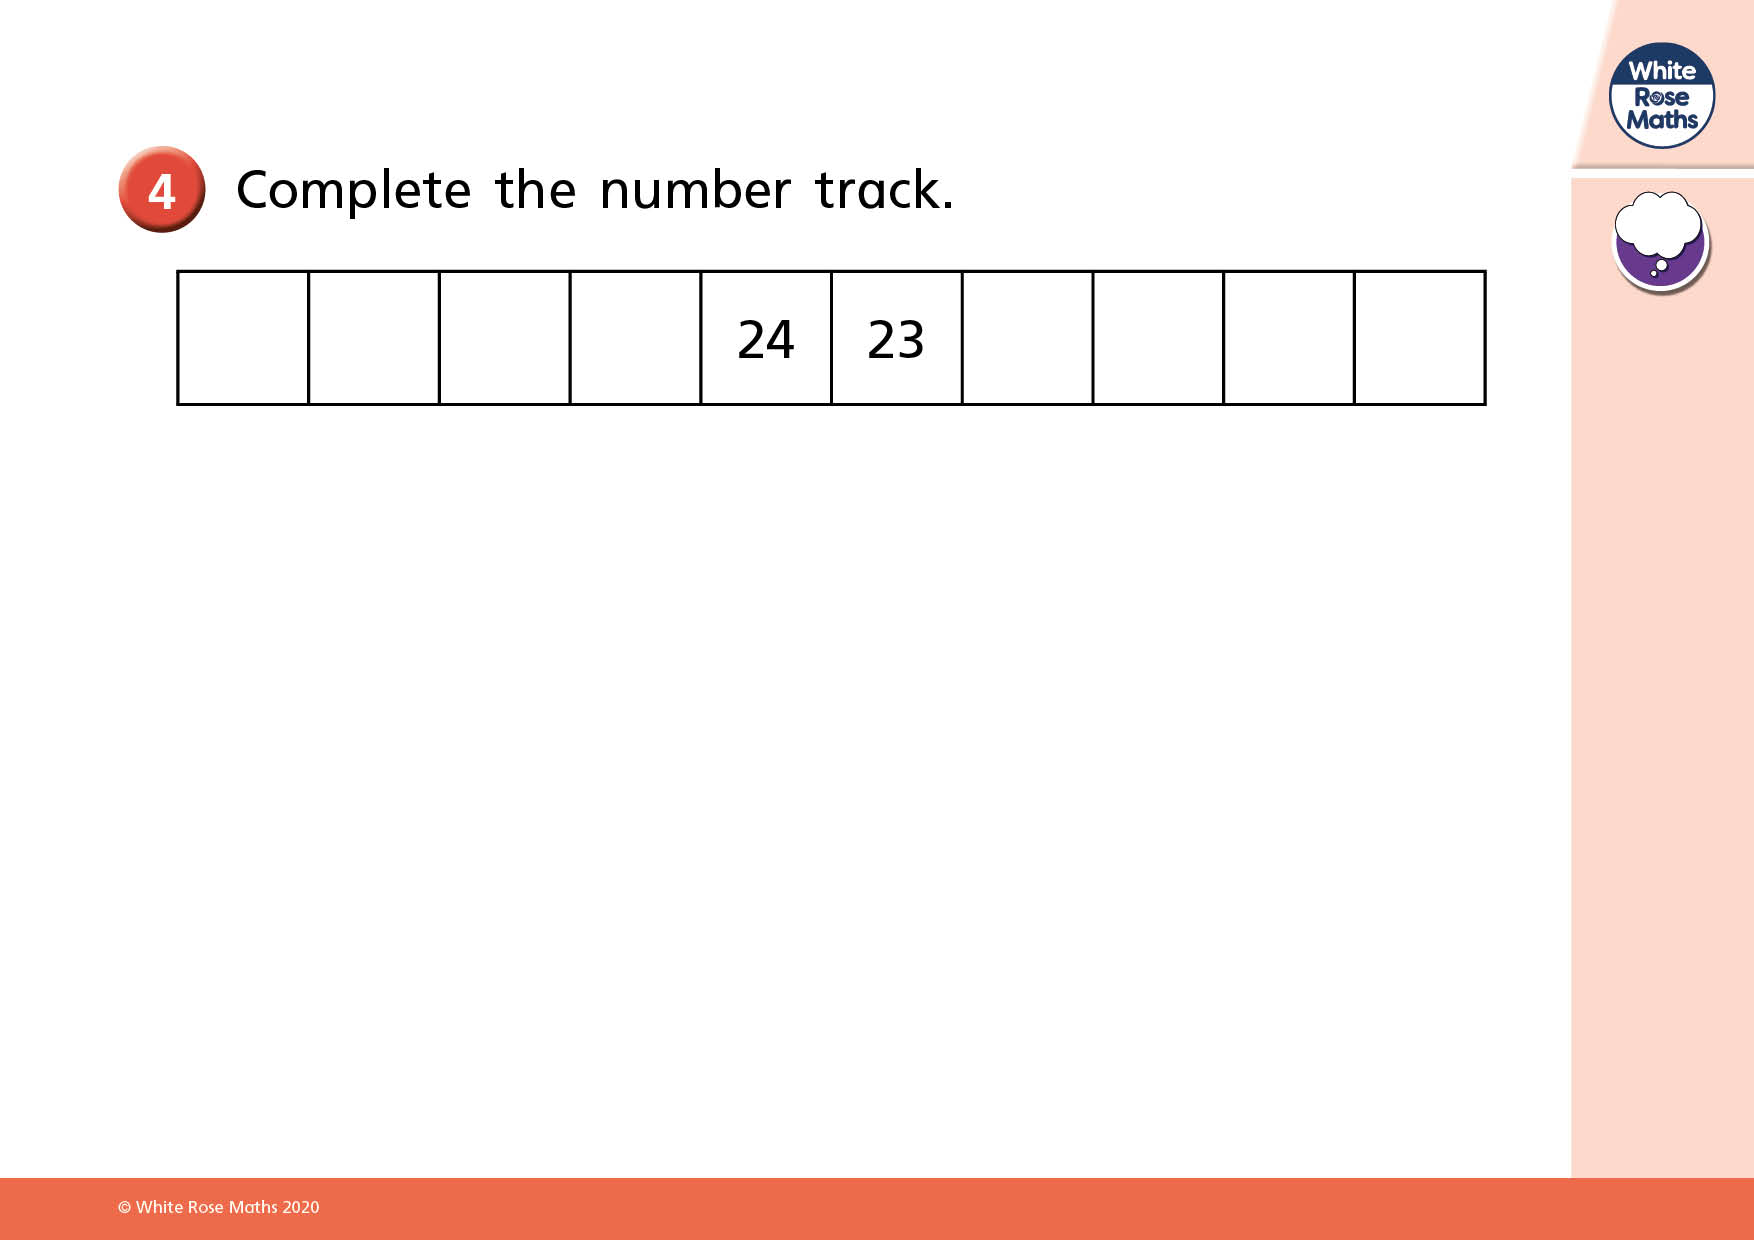 White
Rose
Maths
4 Complete the number track.
24 23
© White Rose Maths 2020